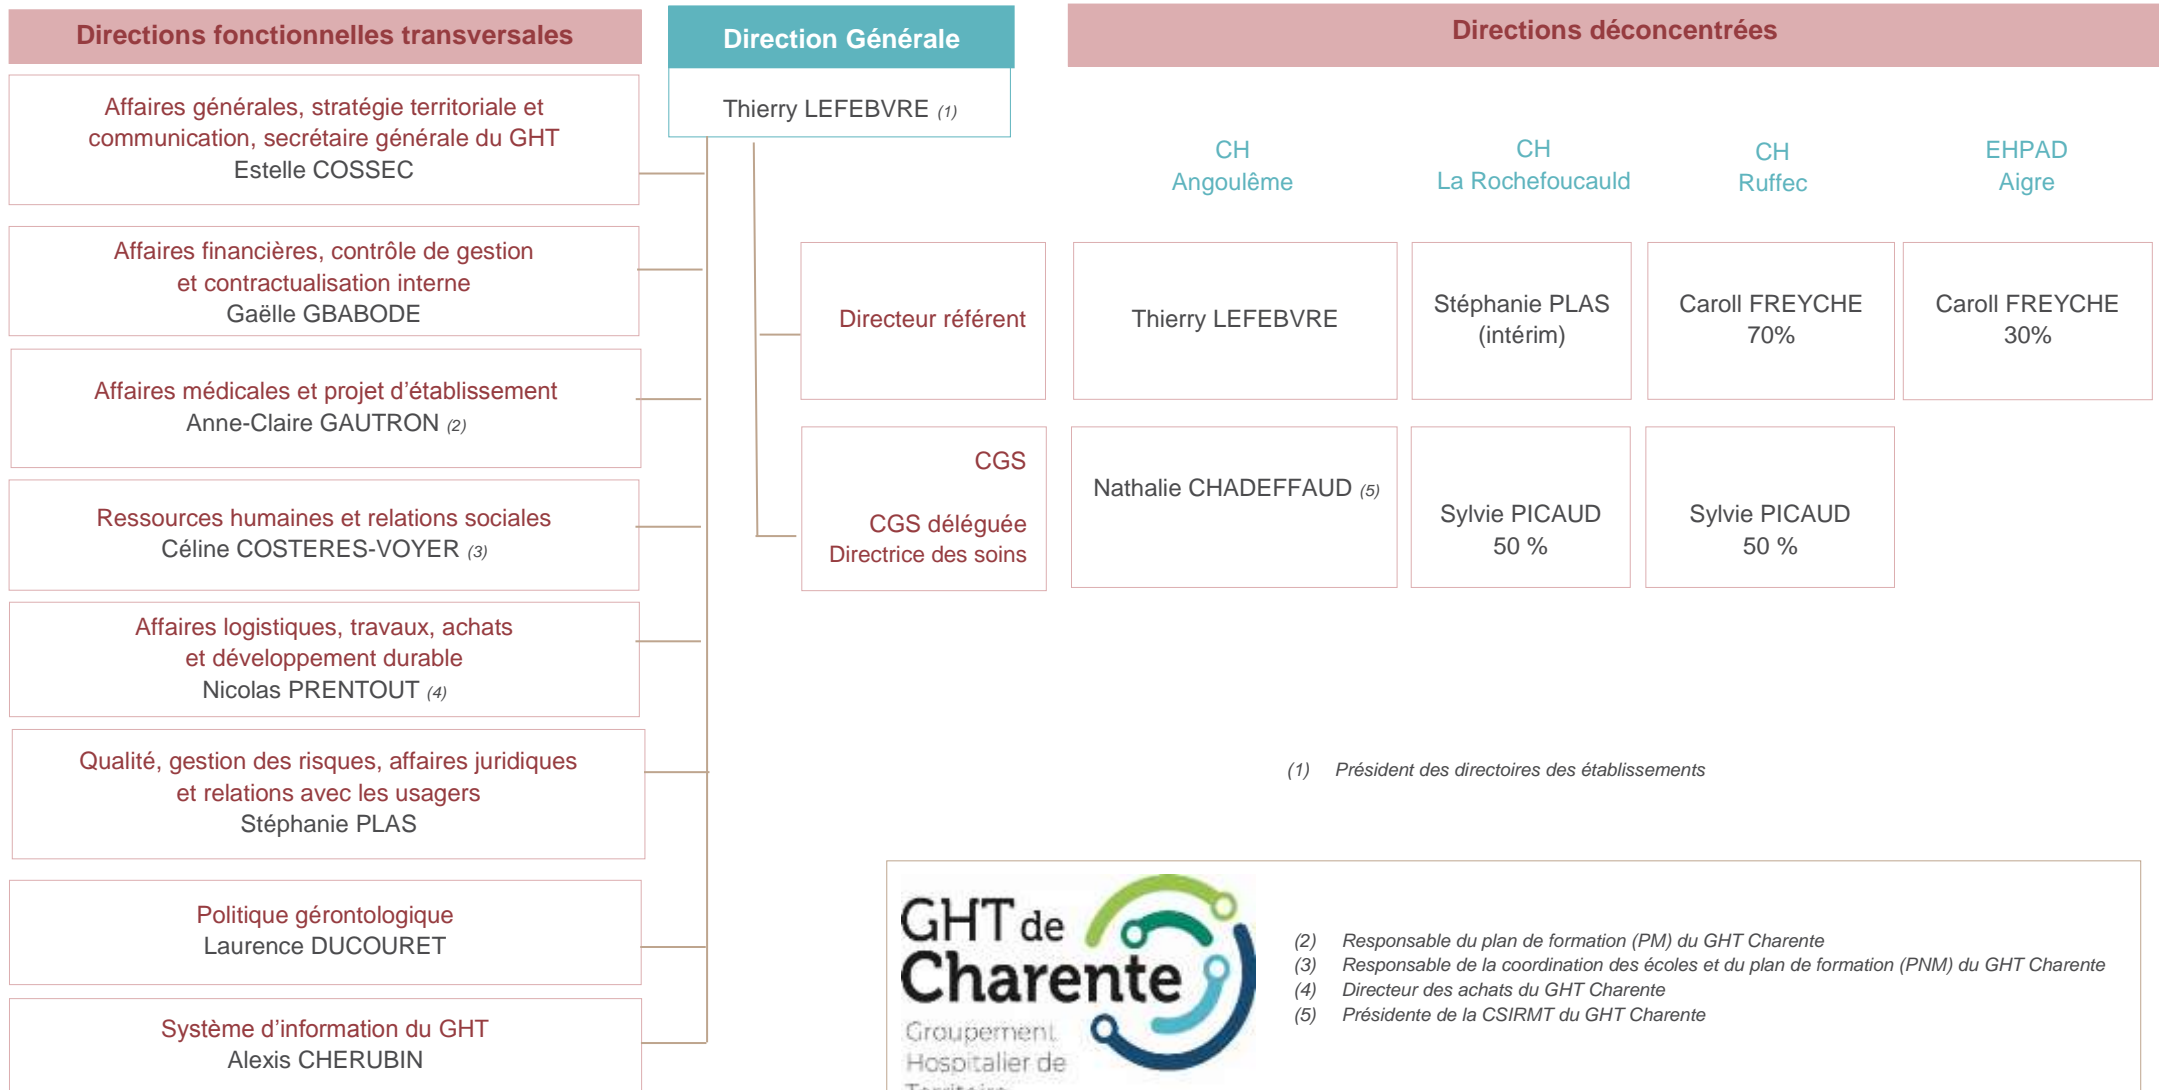 Directions fonctionnelles transversales
Affaires générales, stratégie territoriale et
communication, secrétaire générale du GHT
Estelle COSSEC
Affaires financières, contrôle de gestion
et contractualisation interne
Gaëlle GBABODE
Affaires médicales et projet d’établissement
Anne-Claire GAUTRON (2)
Ressources humaines et relations sociales
Céline COSTERES-VOYER (3)
Affaires logistiques, travaux, achats
et développement durable
Nicolas PRENTOUT (4)
Qualité, gestion des risques, affaires juridiques
et relations avec les usagers
Stéphanie PLAS
Politique gérontologique
Laurence DUCOURET
Système d’information du GHT
Alexis CHERUBIN
Direction Générale
Thierry LEFEBVRE (1)
Directions déconcentrées
CH
Angoulême
CH
La Rochefoucauld
CH
Ruffec
EHPAD
Aigre
Directeur référent
Thierry LEFEBVRE
Stéphanie PLAS
(intérim)
Caroll FREYCHE
70%
Caroll FREYCHE
30%
CGS
CGS déléguée
Directrice des soins
Nathalie CHADEFFAUD (5)
Sylvie PICAUD
50 %
Sylvie PICAUD
50 %
(1) Président des directoires des établissements
GHT de
Charente
Groupement
Hospitalier de
Territoire
(2) Responsable du plan de formation (PM) du GHT Charente
(3) Responsable de la coordination des écoles et du plan de formation (PNM) du GHT Charente
(4) Directeur des achats du GHT Charente
(5) Présidente de la CSIRMT du GHT Charente